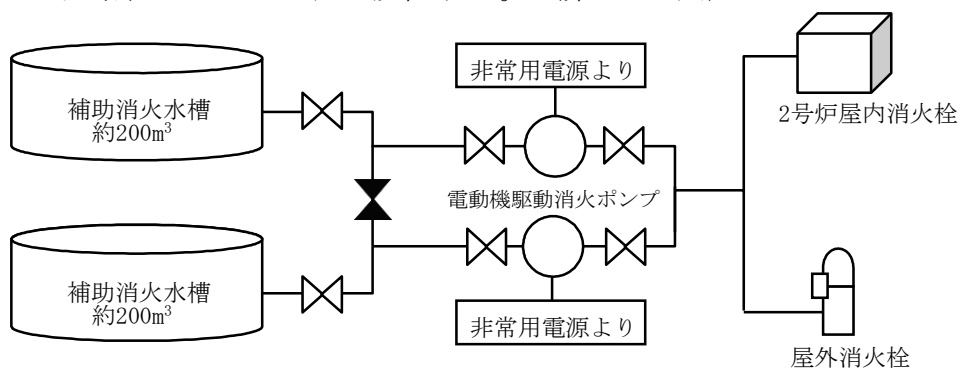 非常用電源より
補助消火水槽
約200m³
2号炉屋内消火栓
電動機駆動消火ポンプ
補助消火水槽
約200m³
非常用電源より
屋外消火栓